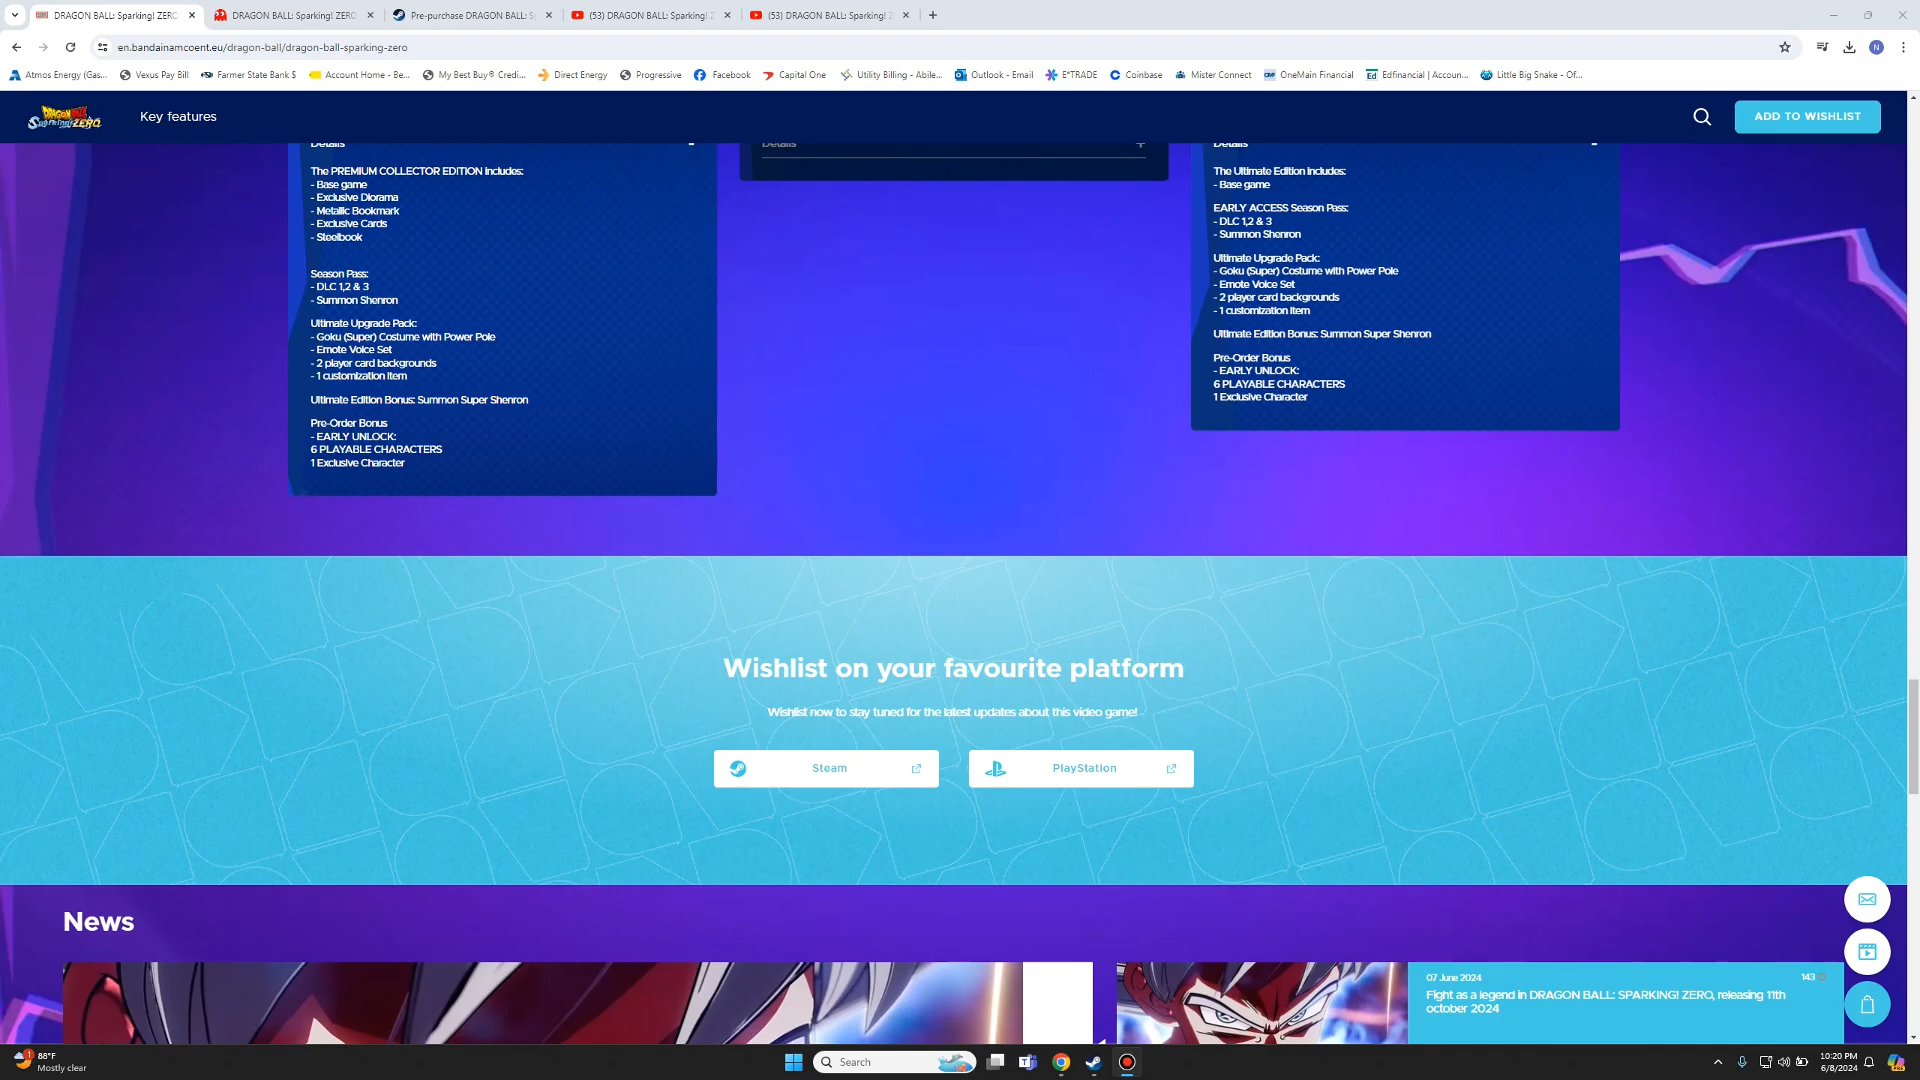 DRAGON BALL: Sparking! ZERO
DRAGON BALL: Sparking! ZERO
Pre-purchase DRAGON BALL: S
(53) DRAGON BALL: Sparking! Z
(53) DRAGON BALL: Sparking! Z
en.bandainamcoent.eu/dragon-ball/dragon-ball-sparking-zero
N
Atmos Energy (Gas...
Vexus Pay Bill
Farmer State Bank $
Account Home - Be...
My Best Buy® Credi...
Direct Energy
Progressive
Facebook
Capital One
Utility Billing - Abile...
Outlook - Email
E*TRADE
Coinbase
Mister Connect
OneMain Financial
Edfinancial | Accoun...
Little Big Snake - Of...
DRAGON BALL
Sparking! ZERO
Key features
ADD TO WISHLIST
Details
The PREMIUM COLLECTOR EDITION Includes:
- Base game
- Exclusive Diorama
- Metallic Bookmark
- Exclusive Cards
- Steelbook
Season Pass:
- DLC 1,2 & 3
- Summon Shenron
Ultimate Upgrade Pack:
- Goku (Super) Costume with Power Pole
- Emote Voice Set
- 2 player card backgrounds
- 1 customization item
Ultimate Edition Bonus: Summon Super Shenron
Pre-Order Bonus
- EARLY UNLOCK:
6 PLAYABLE CHARACTERS
1 Exclusive Character
Details
Details
The Ultimate Edition Includes:
- Base game
EARLY ACCESS Season Pass:
- DLC 1,2 & 3
- Summon Shenron
Ultimate Upgrade Pack:
- Goku (Super) Costume with Power Pole
- Emote Voice Set
- 2 player card backgrounds
- 1 customization item
Ultimate Edition Bonus: Summon Super Shenron
Pre-Order Bonus
- EARLY UNLOCK:
6 PLAYABLE CHARACTERS
1 Exclusive Character
Wishlist on your favourite platform
Wishlist now to stay tuned for the latest updates about this video game!
Steam
PlayStation
News
07 June 2024
143
Fight as a legend in DRAGON BALL: SPARKING! ZERO, releasing 11th
october 2024
1
88°F
Mostly clear
Search
10:20 PM
6/8/2024